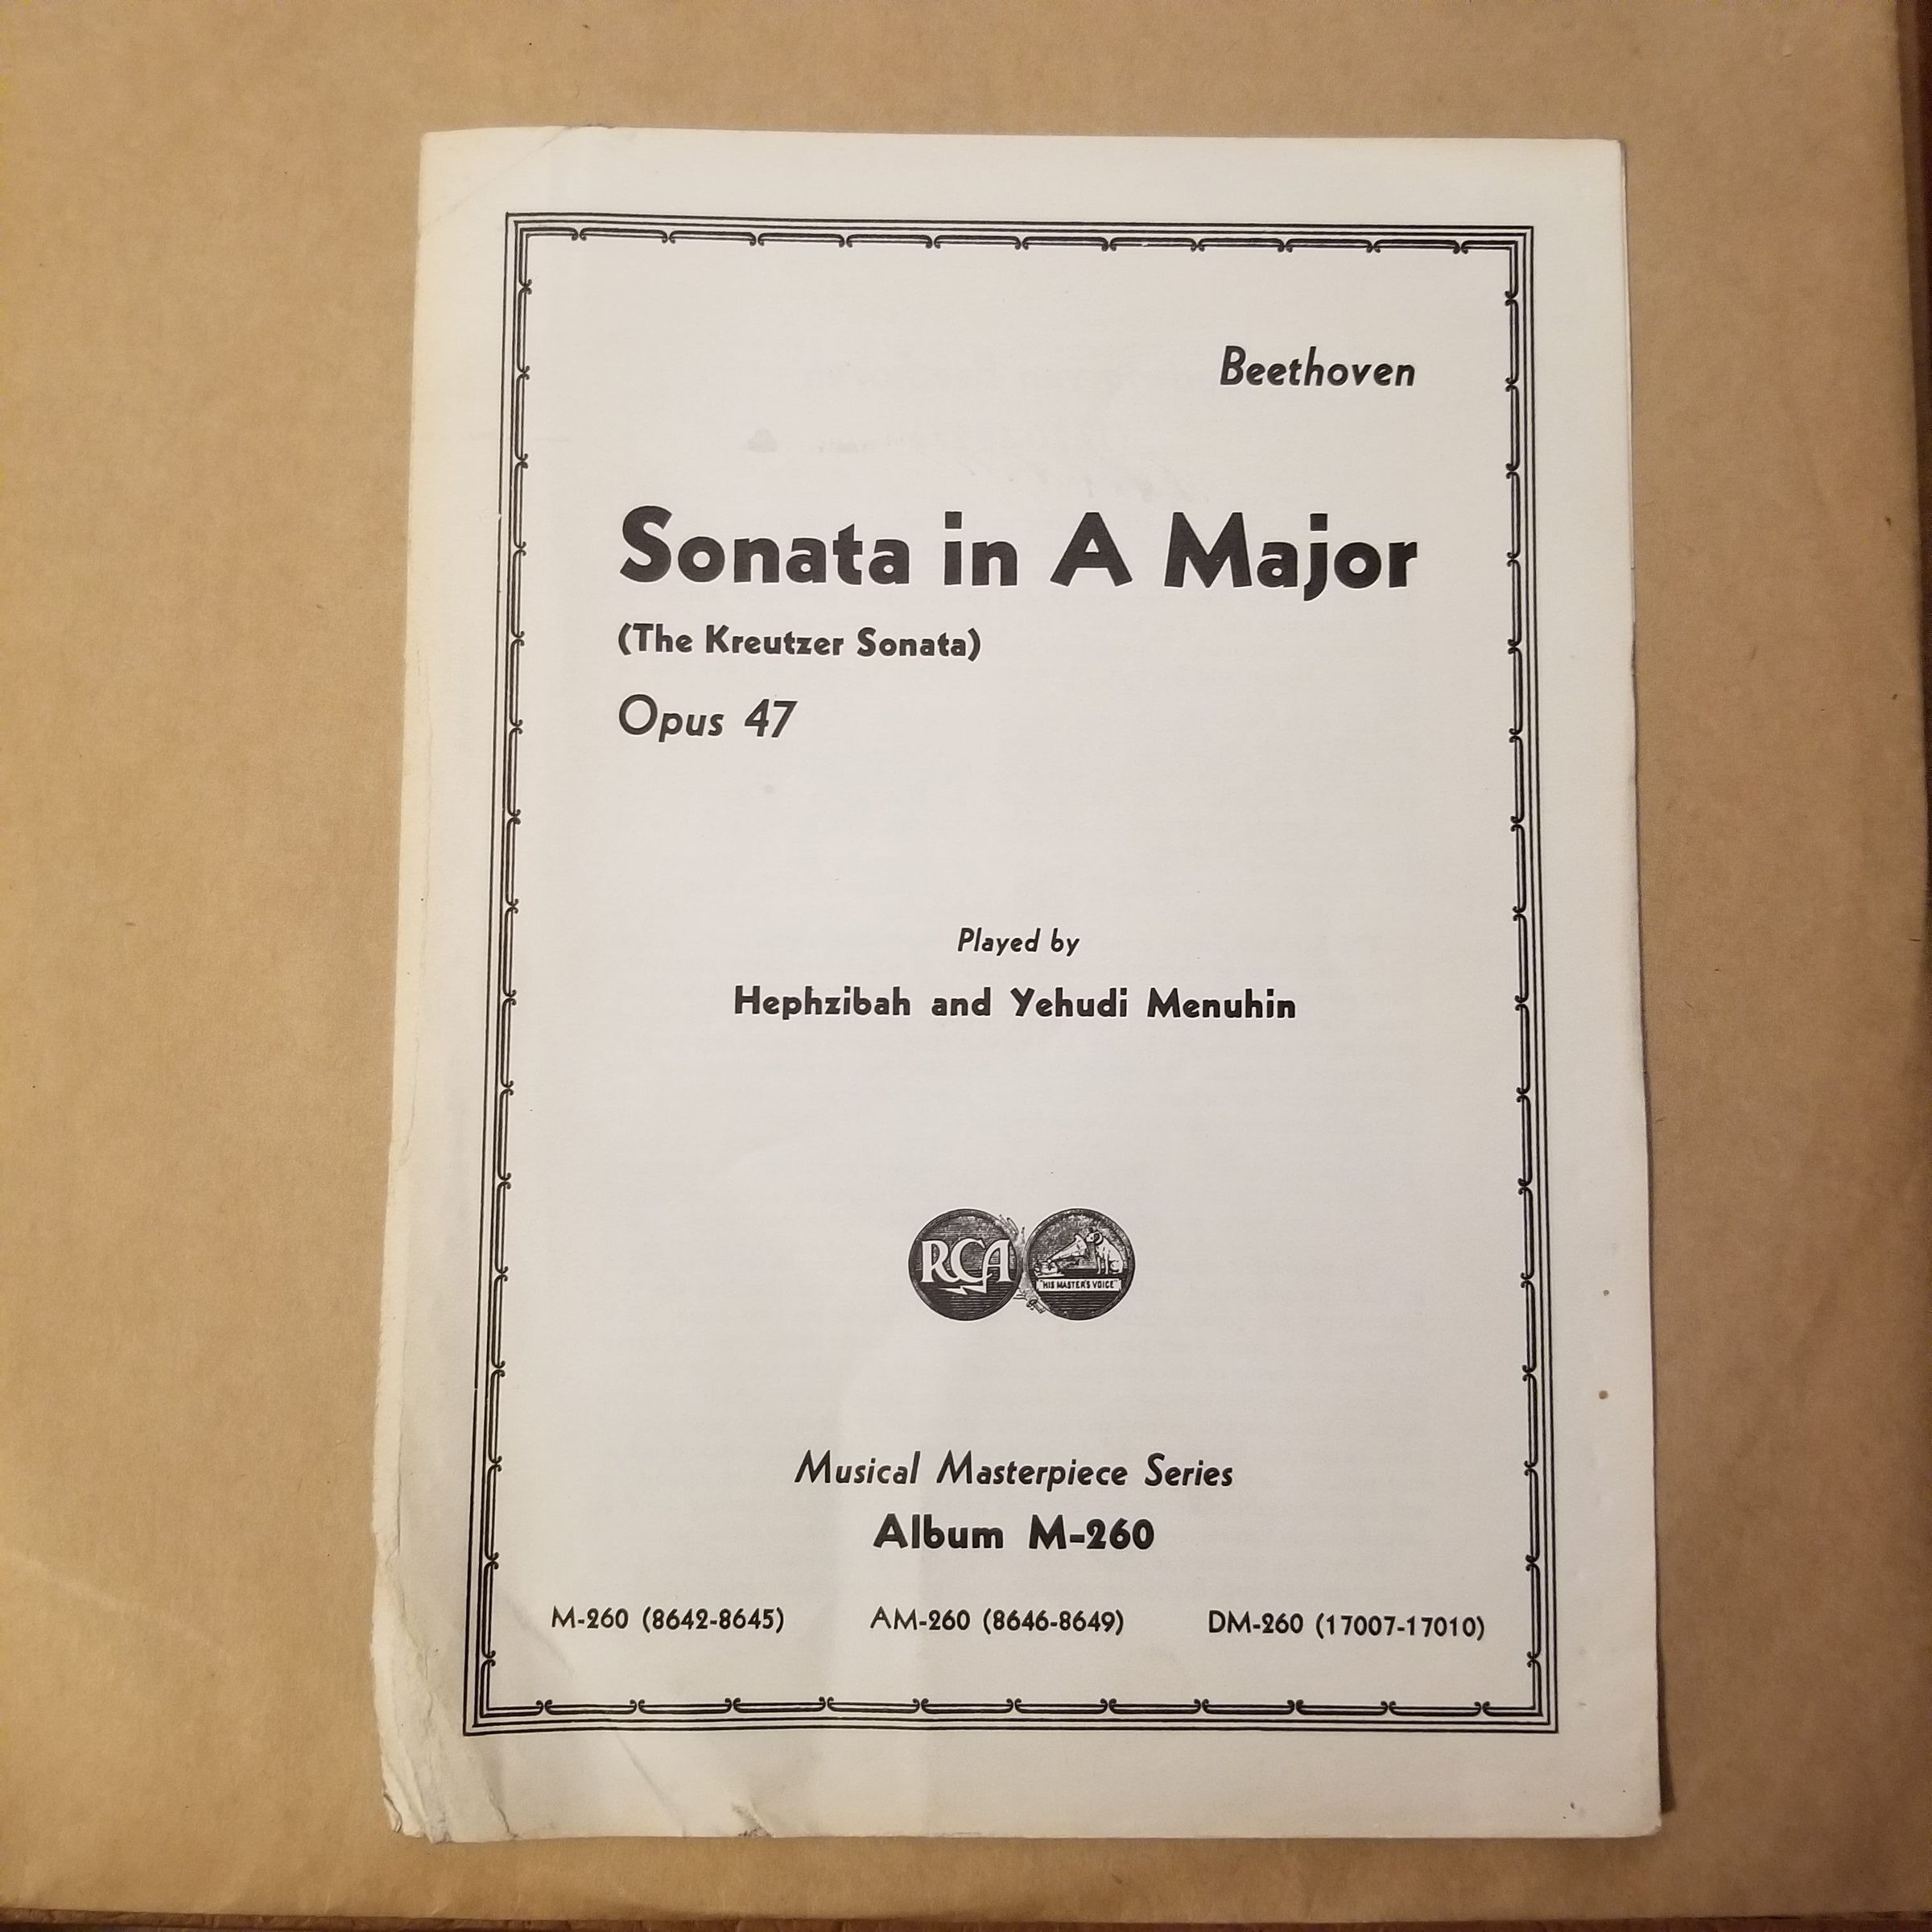 Beethoven
Sonata in A Major
(The Kreutzer Sonata)
Opus 47
Played by
Hephzibah and Yehudi Menuhin
RCA
"HIS MASTER'S VOICE"
Musical Masterpiece Series
Album M-260
M-260 (8642-8645) AM-260 (8646-8649) DM-260 (17007-17010)